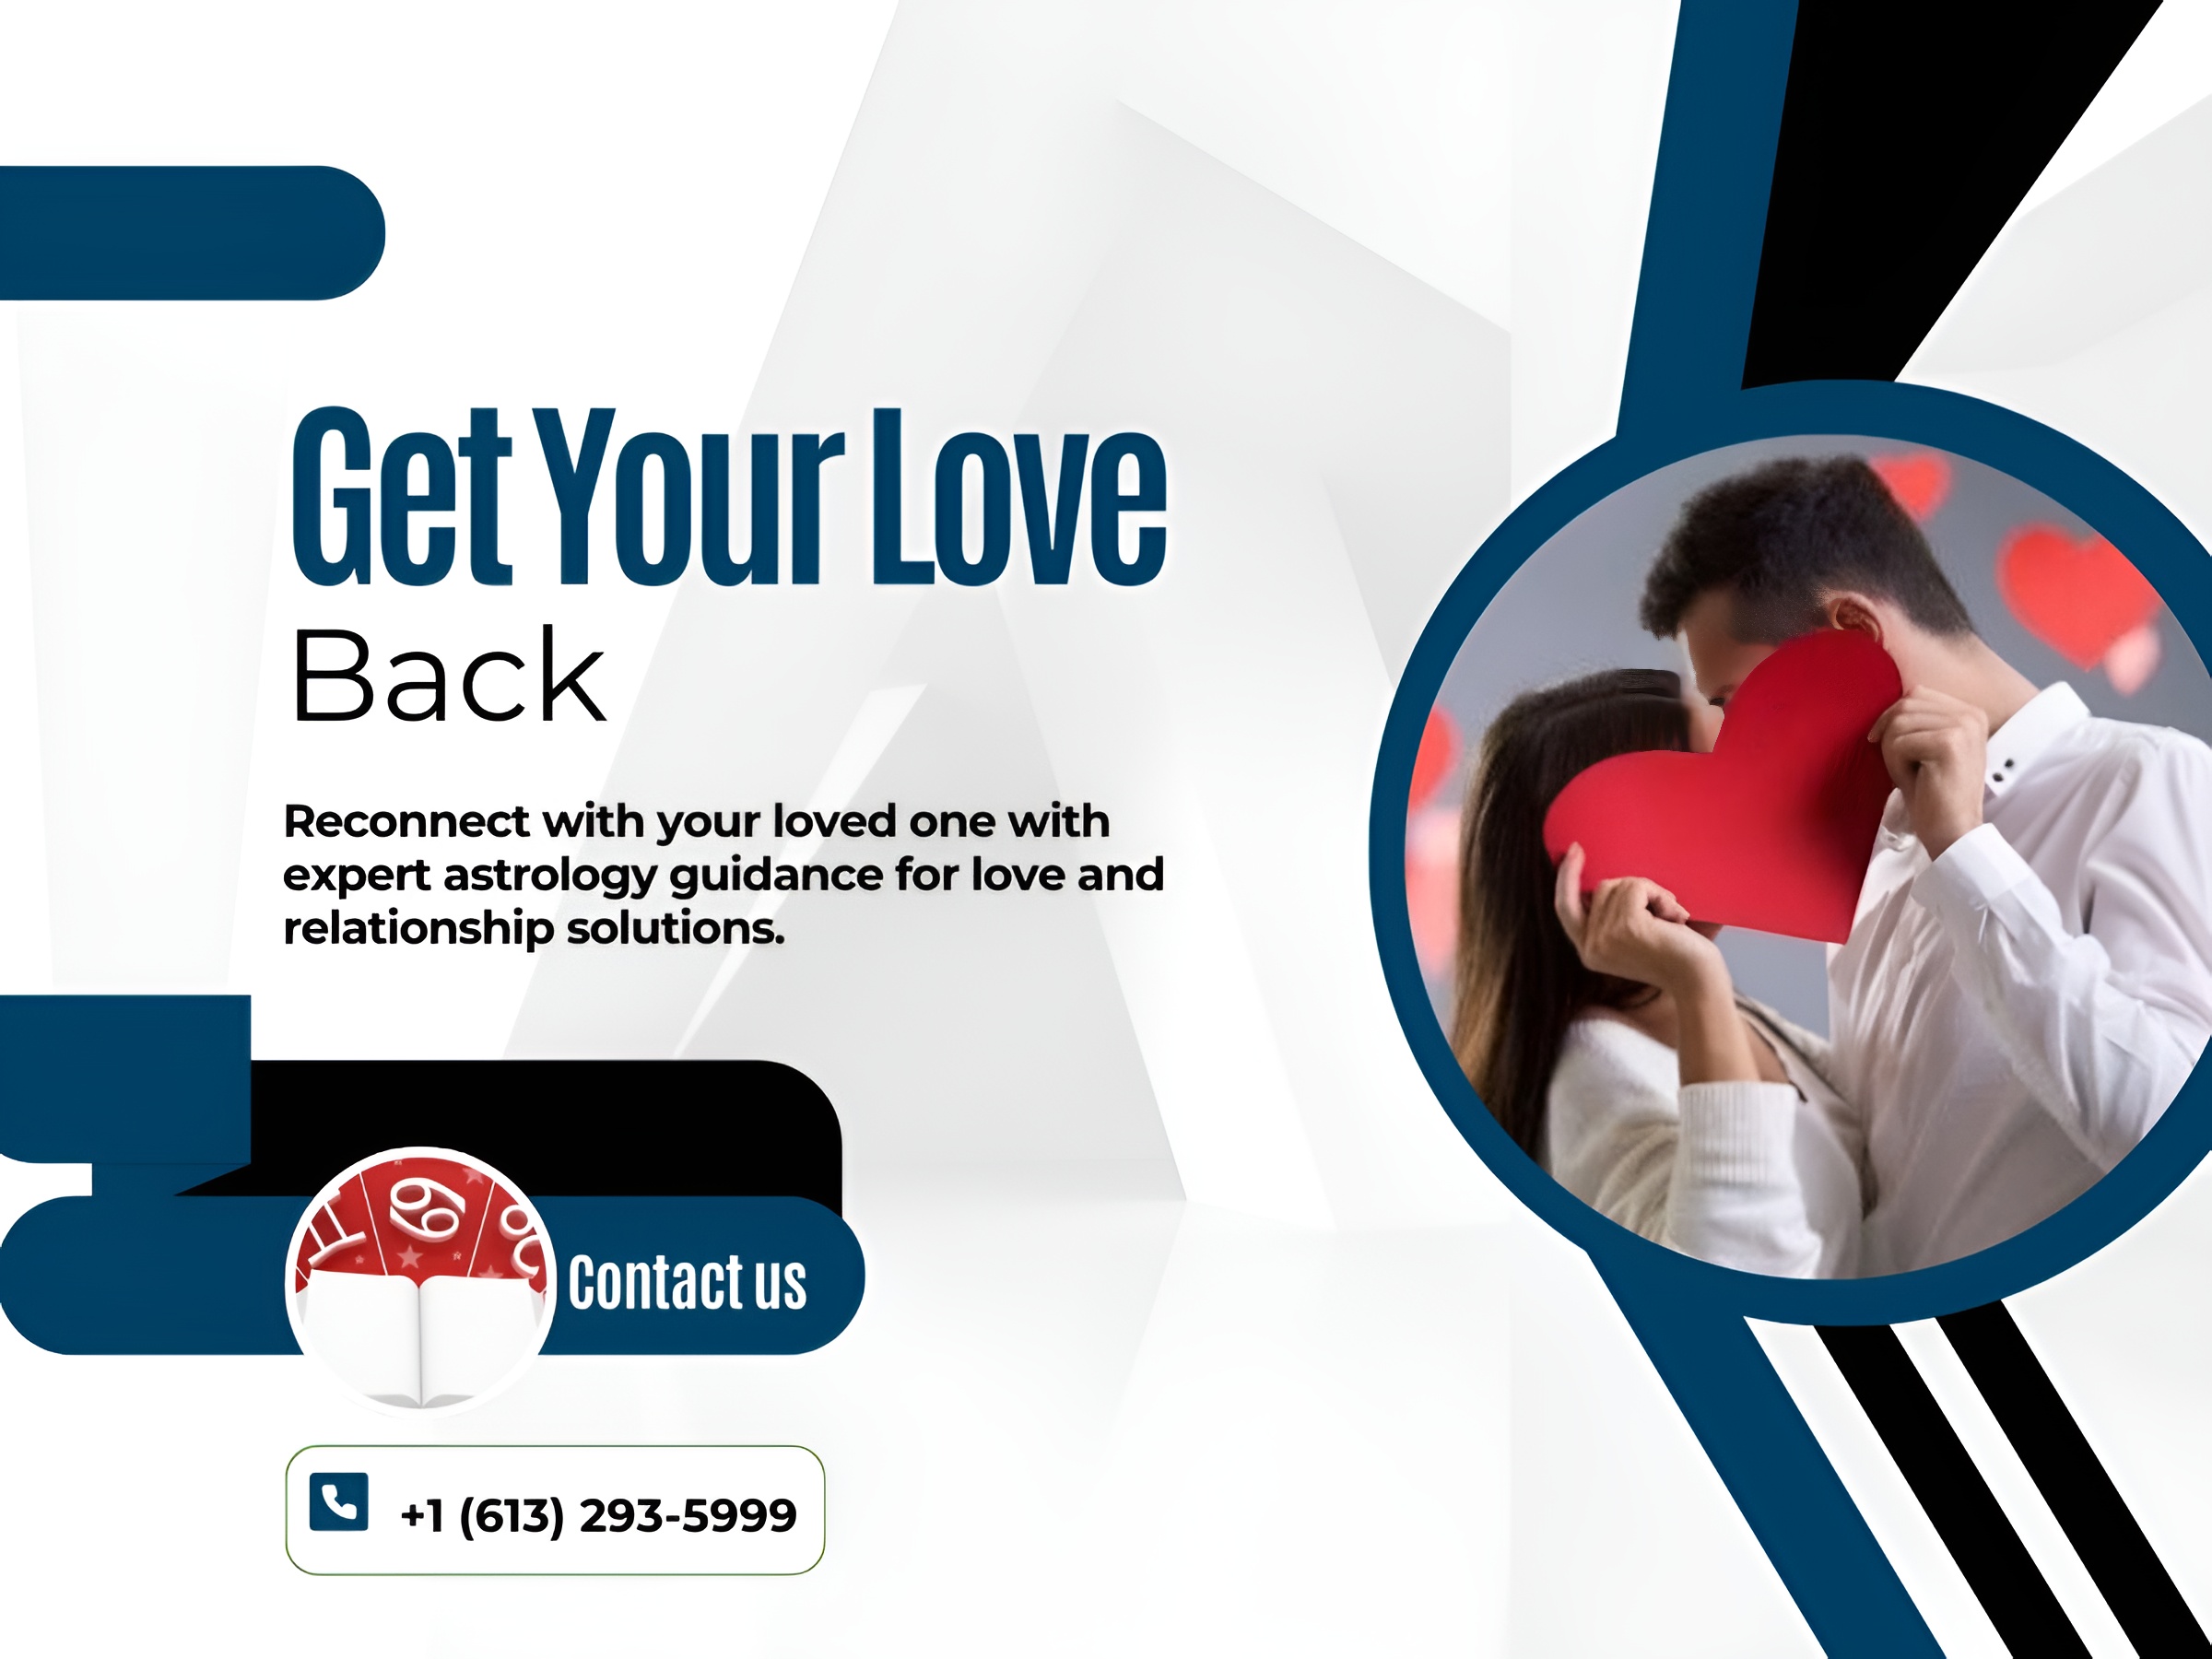 Get Your Love
Back
Reconnect with your loved one with
expert astrology guidance for love and
relationship solutions.
Contact us
+1 (613) 293-5999